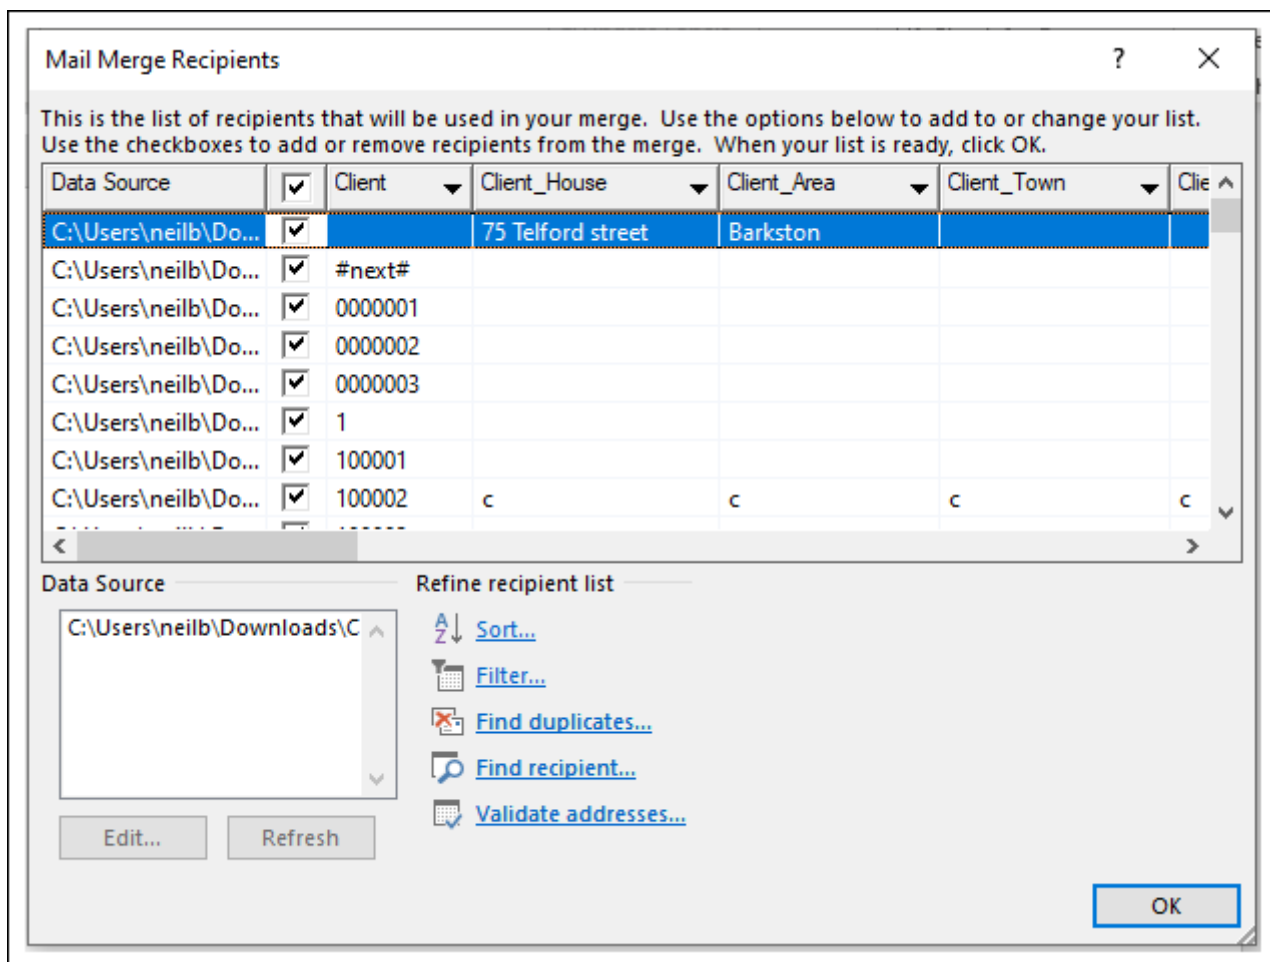 Mail Merge Recipients ?
This is the list of recipients that will be used in your merge. Use the options below to add to or change your list.
Use the checkboxes to add or remove recipients from the merge. When your list is ready, click OK.
Data Source Client Client_House Client_Area Client_Town Clie
C:\Users\neilb\Do... 75 Telford street Barkston
C:\Users\neilb\Do... #next#
C:\Users\neilb\Do... 0000001
C:\Users\neilb\Do... 0000002
C:\Users\neilb\Do... 0000003
C:\Users\neilb\Do... 1
C:\Users\neilb\Do... 100001
C:\Users\neilb\Do... 100002 c c c c
Data Source Refine recipient list
C:\Users\neilb\Downloads\C
Sort...
Filter...
Find duplicates...
Find recipient...
Validate addresses...
Edit... Refresh
OK